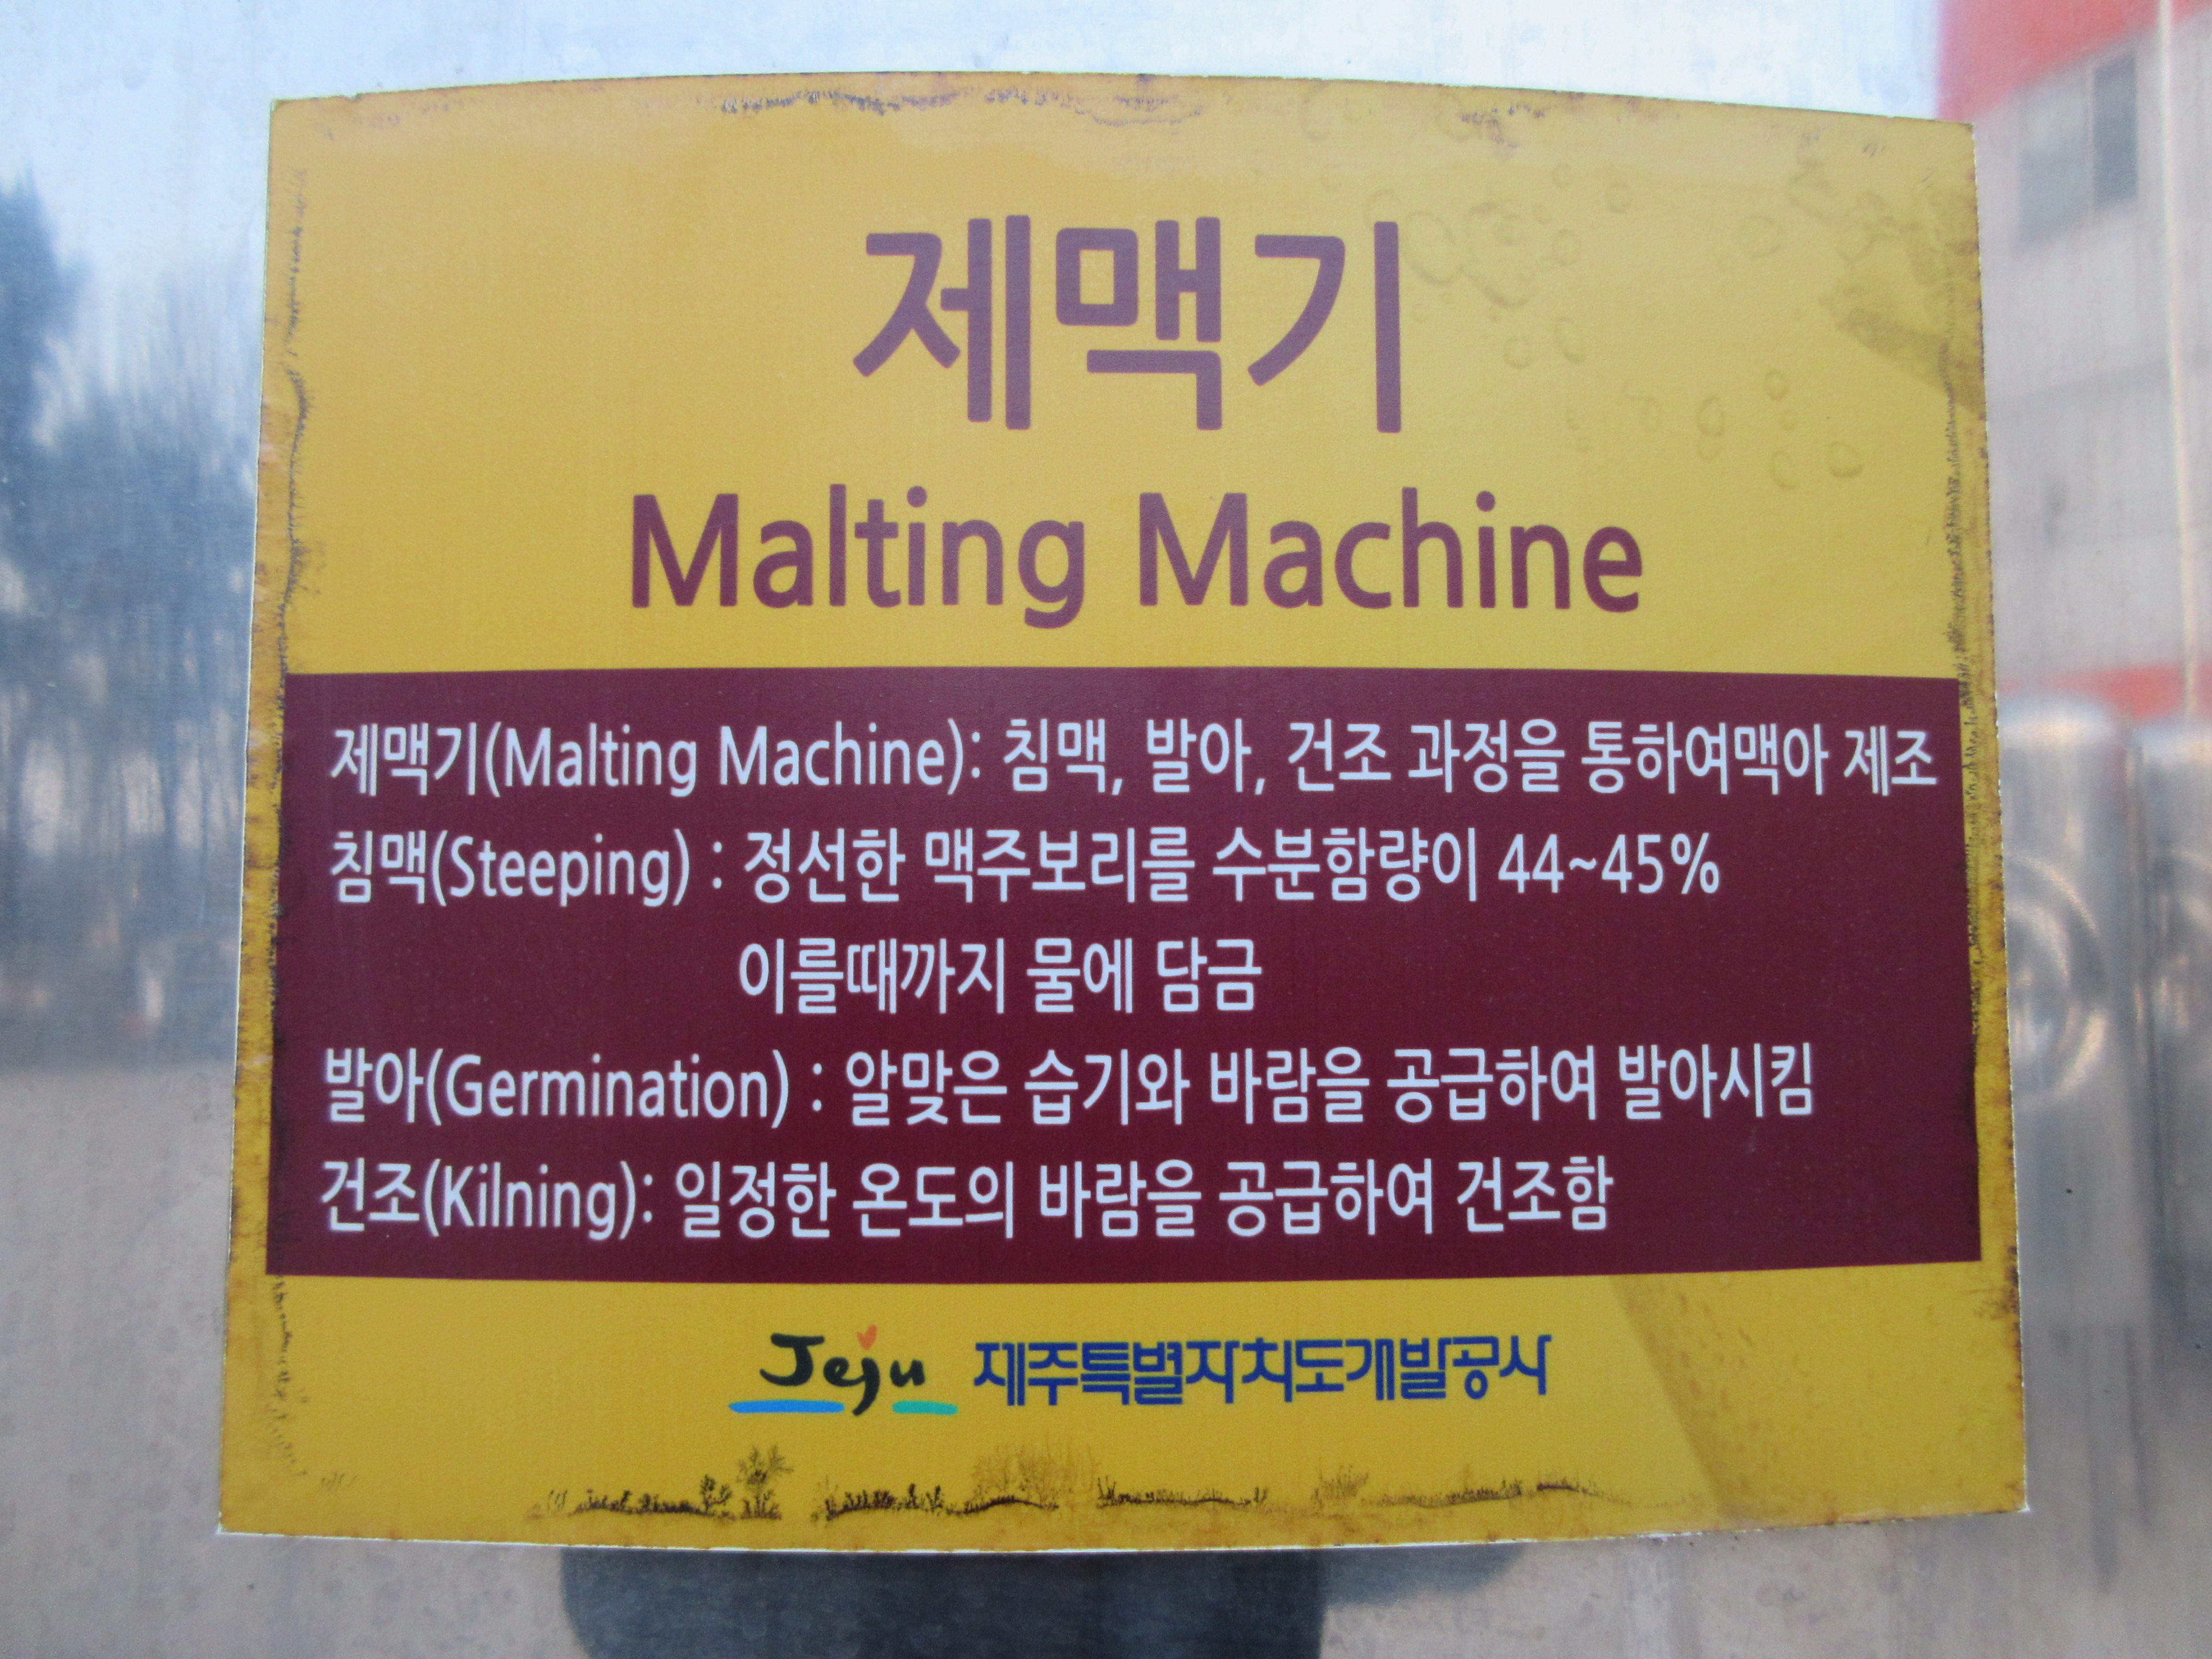 제맥기
Malting Machine
제맥기(Malting Machine): 침맥, 발아, 건조 과정을 통하여맥아 제조
침맥(Steeping) : 정선한 맥주보리를 수분함량이 44~45%
이를때까지 물에 담금
발아(Germination) : 알맞은 습기와 바람을 공급하여 발아시킴
건조(Kilning): 일정한 온도의 바람을 공급하여 건조함
Jeju 제주특별자치도개발공사